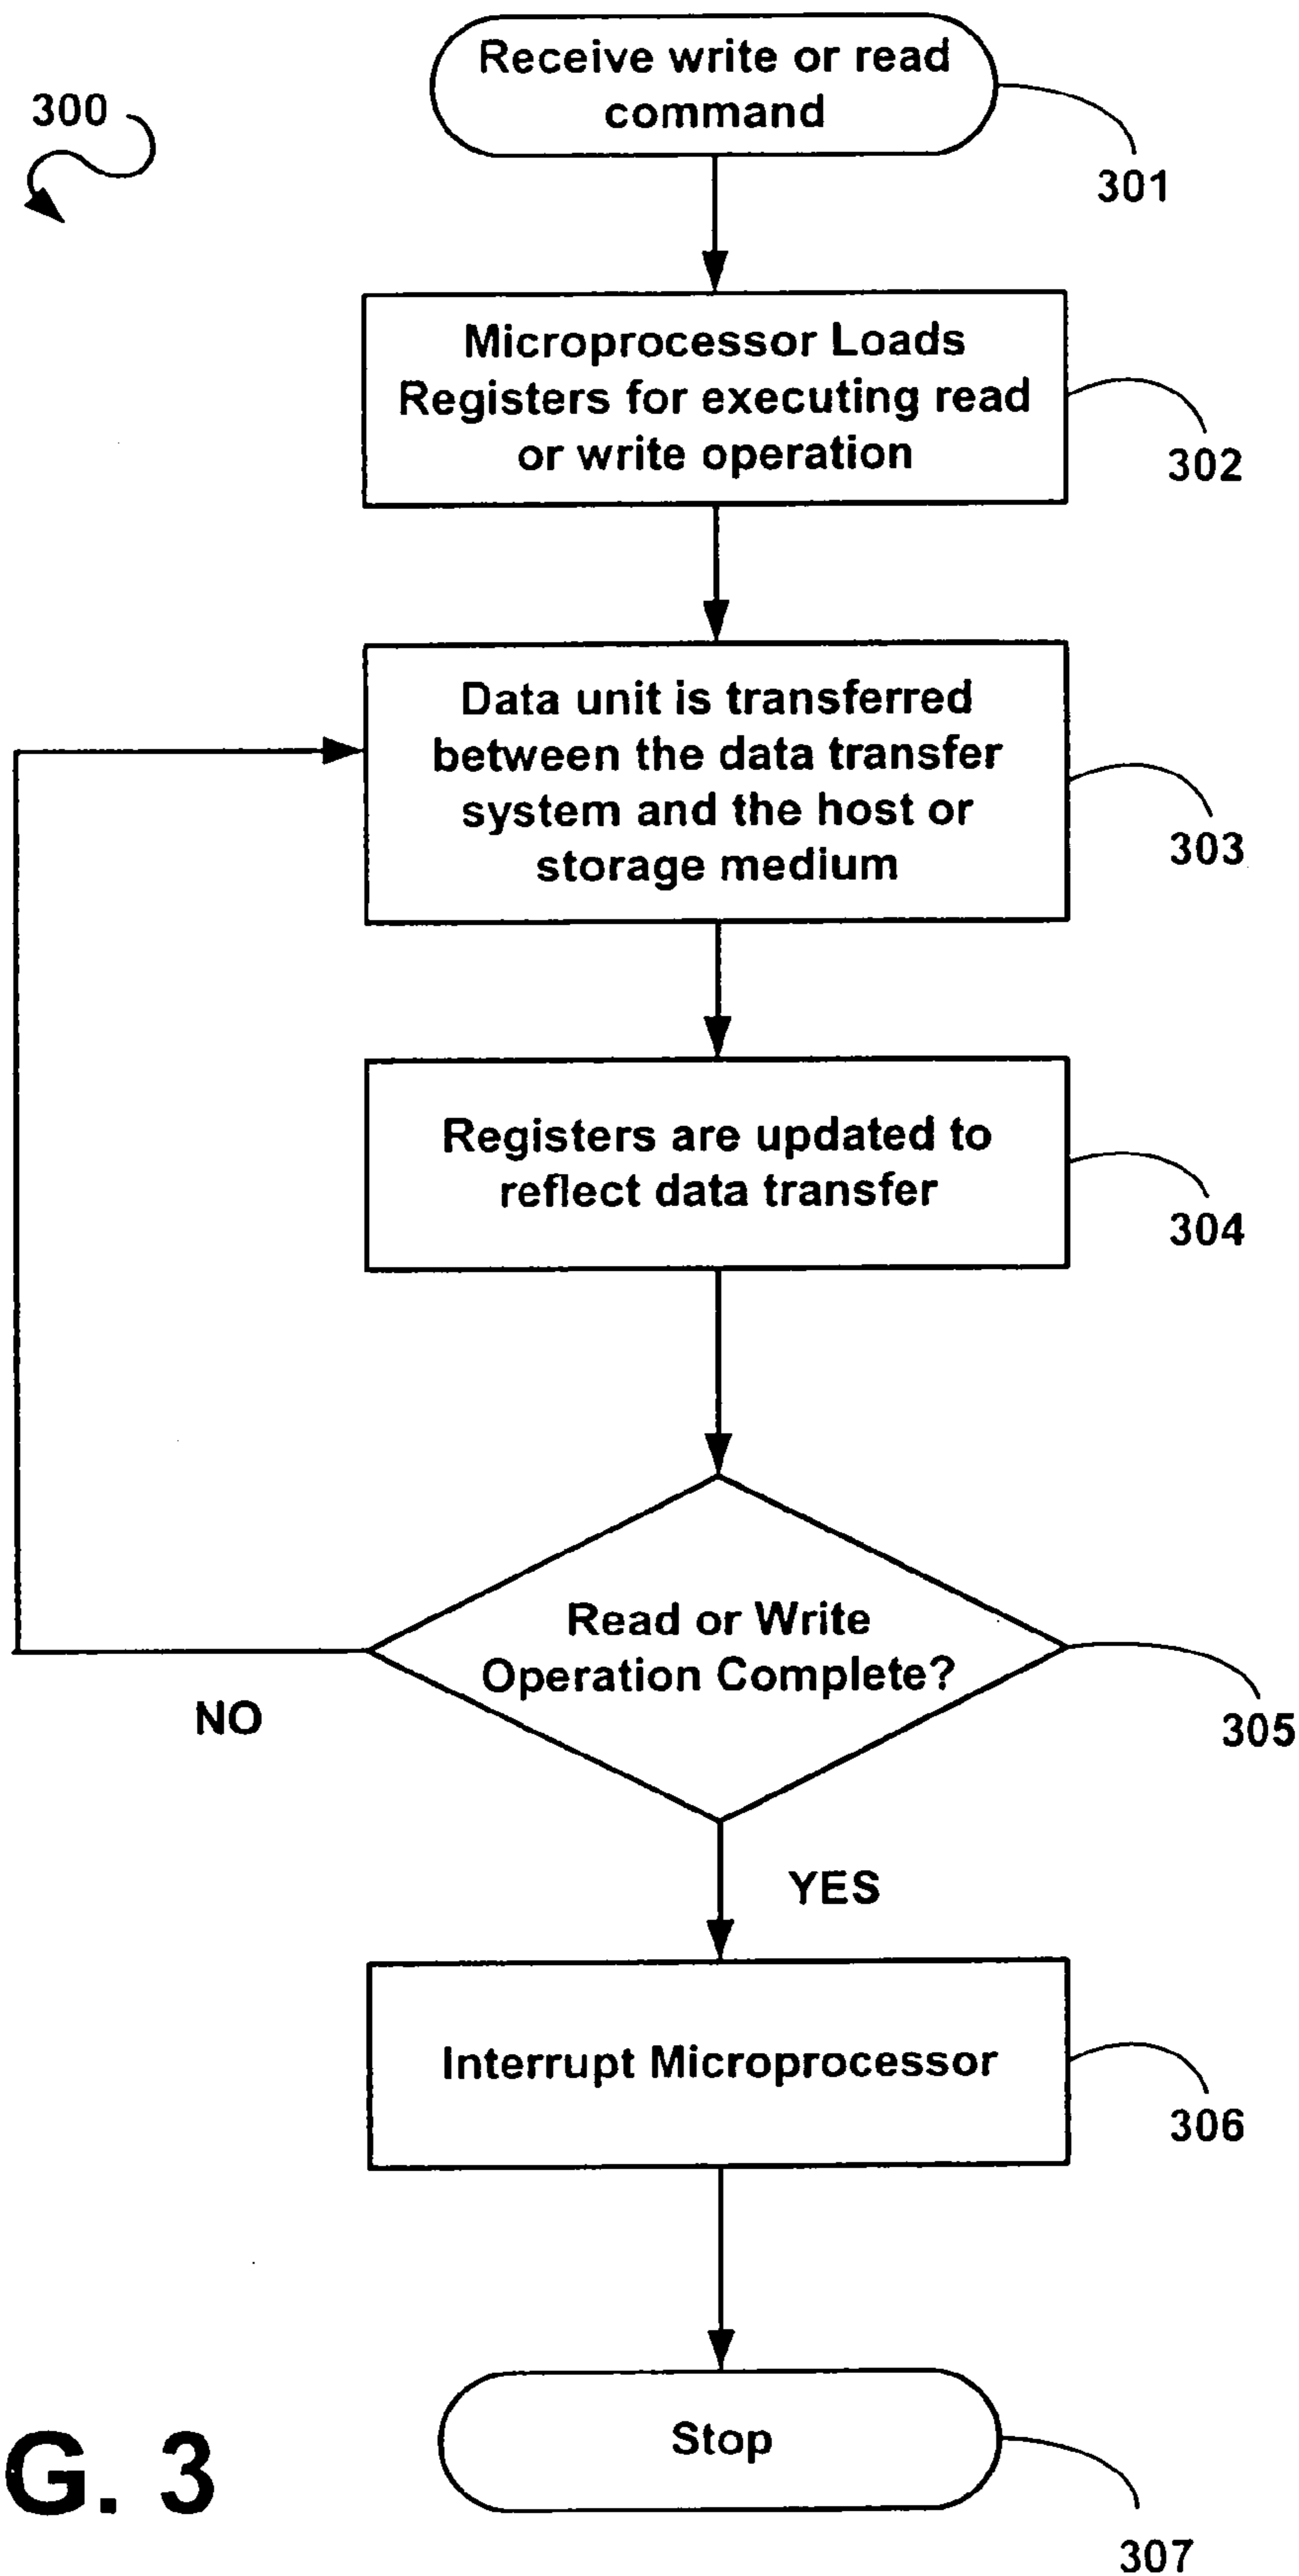 Receive write or read
command
300
301
Microprocessor Loads
Registers for executing read
or write operation
302
Data unit is transferred
between the data transfer
system and the host or
storage medium
303
Registers are updated to
reflect data transfer
304
Read or Write
Operation Complete?
305
NO
YES
Interrupt Microprocessor
306
Stop
G. 3
307